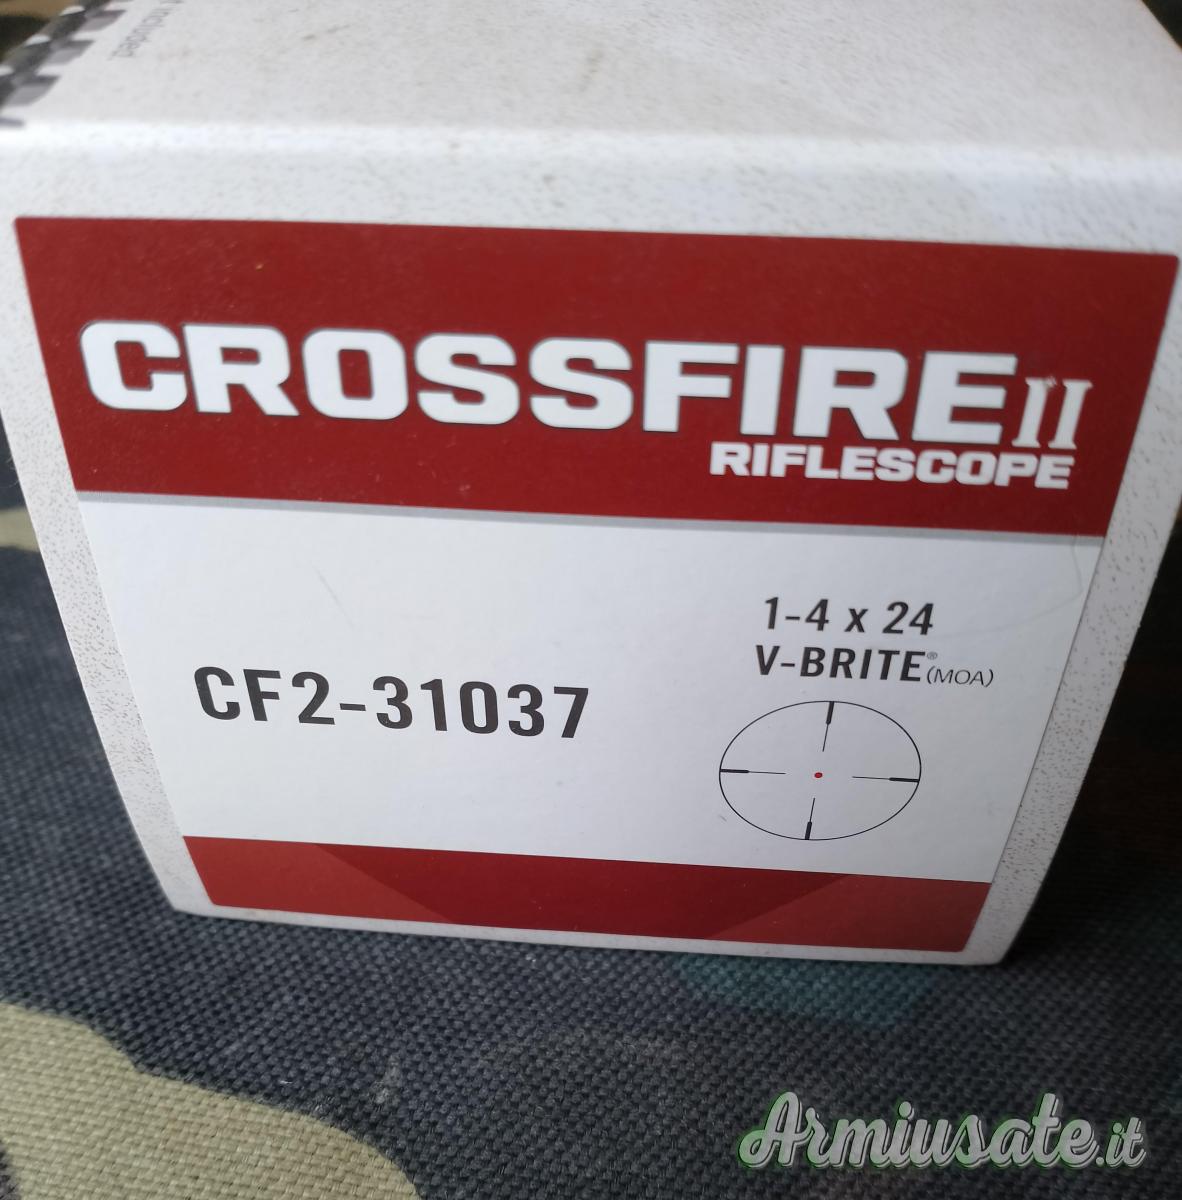 CROSSFIRE II
RIFLESCOPE
1-4 x 24
V-BRITE® (MOA)
CF2-31037
Armiusate.it